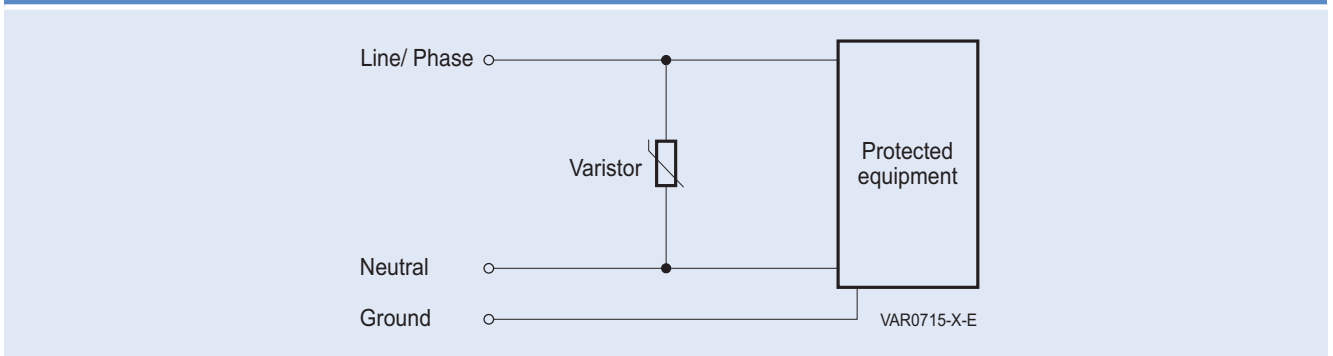 Line/ Phase
Varistor
Protected
equipment
Neutral
Ground
VAR0715-X-E